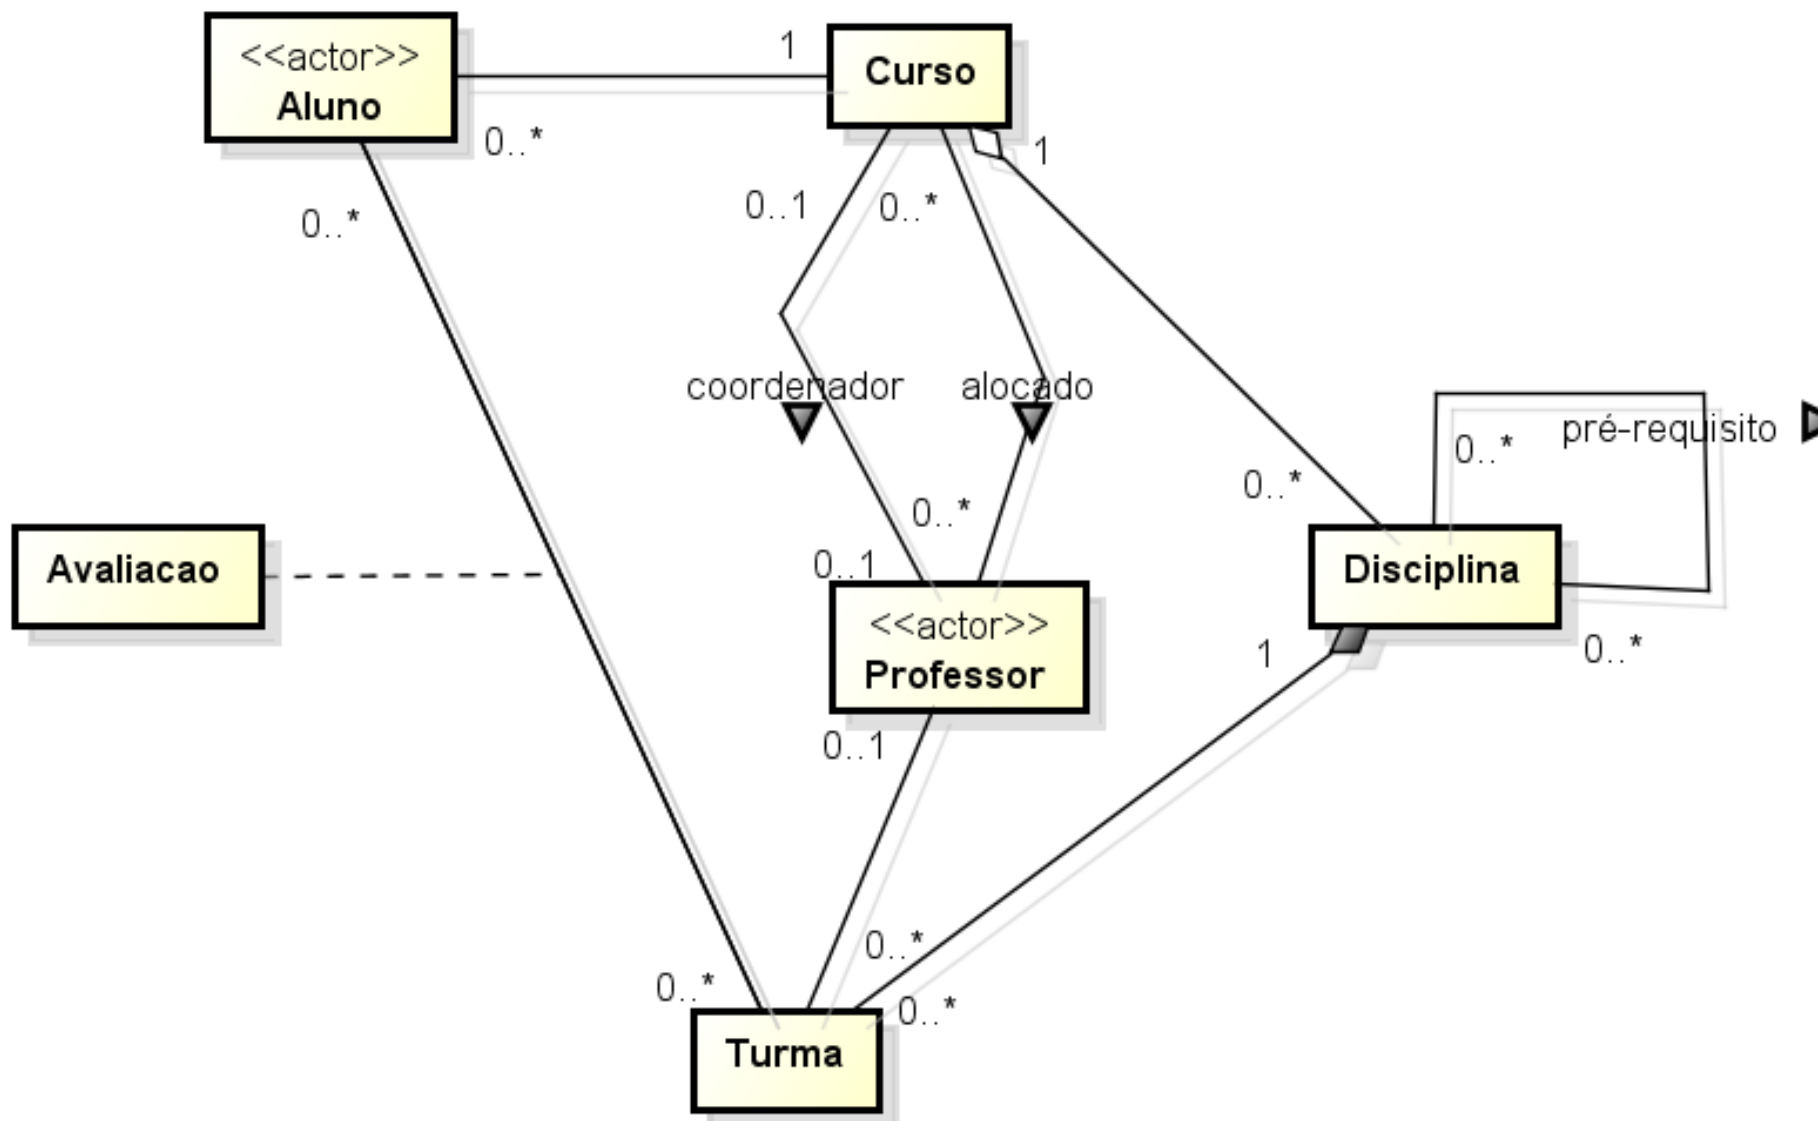 <<actor>>
Aluno
1
Curso
0..*
1
0..*
0..1
0..*
coordenador
alocado
pré-requisito
0..*
0..*
0..*
0..1
Avaliacao
Disciplina
<<actor>>
Professor
1
0..*
0..1
0..*
0..*
0..*
Turma